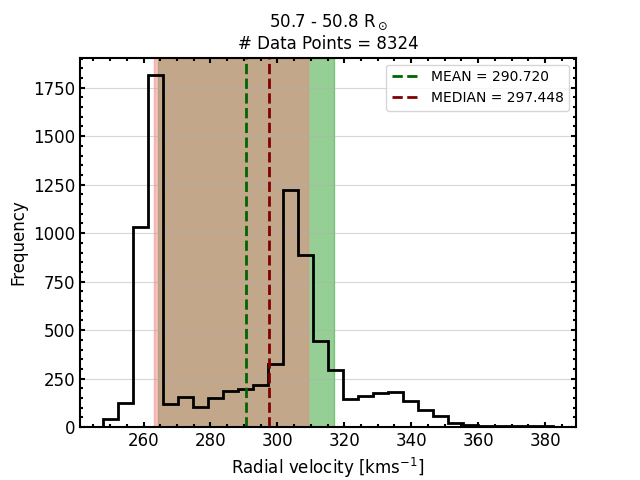 50.7 - 50.8 R⊙
# Data Points = 8324
MEAN = 290.720
MEDIAN = 297.448
Frequency
1750
1500
1250
1000
750
500
250
0
260 280 300 320 340 360 380
Radial velocity [kms⁻¹]